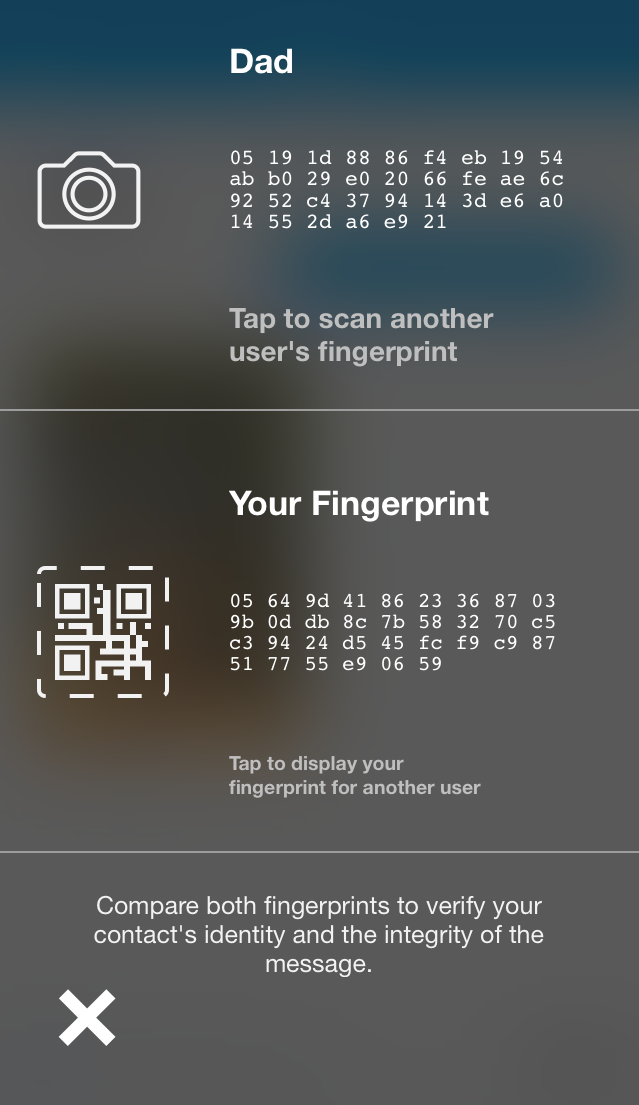 Dad
05 19 1d 88 86 f4 eb 19 54
ab b0 29 e0 20 66 fe ae 6c
92 52 c4 37 94 14 3d e6 a0
14 55 2d a6 e9 21
Tap to scan another
user's fingerprint
Your Fingerprint
05 64 9d 41 86 23 36 87 03
9b 0d db 8c 7b 58 32 70 c5
c3 94 24 d5 45 fc f9 c9 87
51 77 55 e9 06 59
Tap to display your
fingerprint for another user
Compare both fingerprints to verify your
contact's identity and the integrity of the
message.